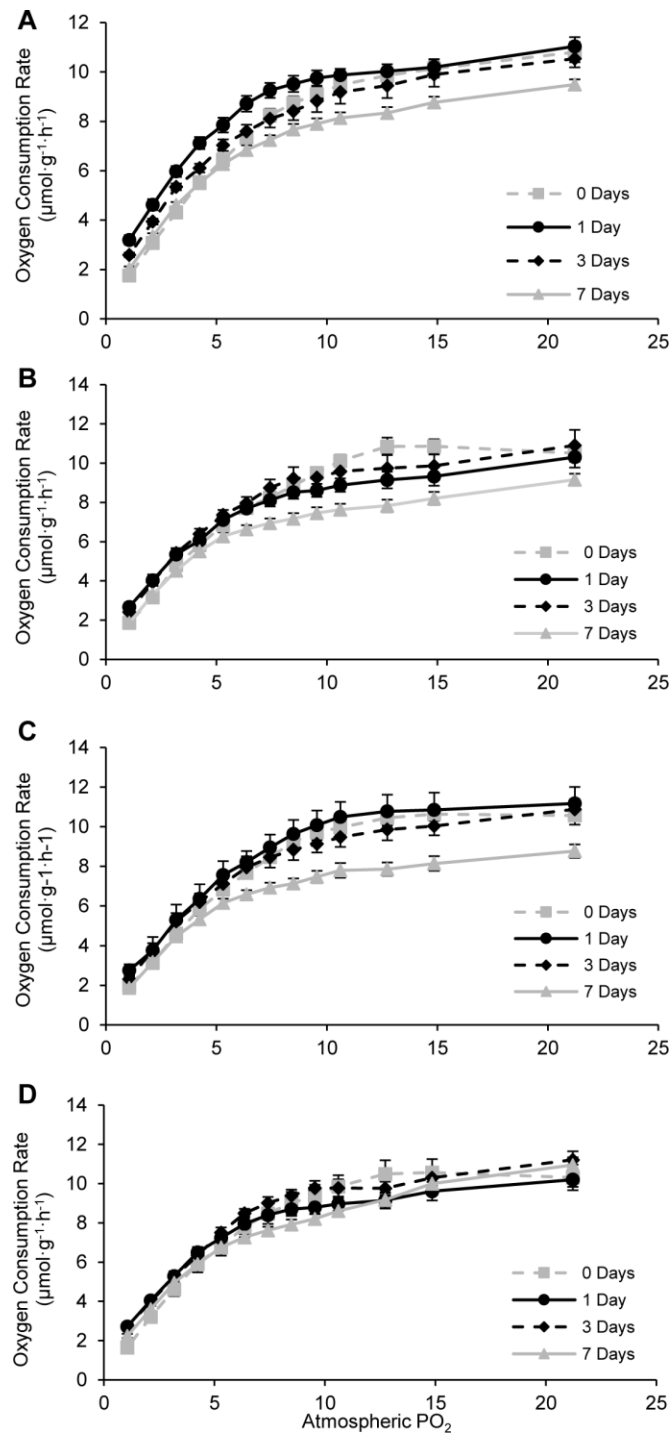 A
Oxygen Consumption Rate
(µmol·g⁻¹·h⁻¹)
12
10
8
6
4
2
0
0 Days
1 Day
3 Days
7 Days
0 5 10 15 20 25
B
Oxygen Consumption Rate
(µmol·g⁻¹·h⁻¹)
14
12
10
8
6
4
2
0
0 Days
1 Day
3 Days
7 Days
0 5 10 15 20 25
C
Oxygen Consumption Rate
(µmol·g-1·h-1)
14
12
10
8
6
4
2
0
0 Days
1 Day
3 Days
7 Days
0 5 10 15 20 25
D
Oxygen Consumption Rate
(µmol·g⁻¹·h⁻¹)
14
12
10
8
6
4
2
0
0 Days
1 Day
3 Days
7 Days
0 5 10 15 20 25
Atmospheric PO₂